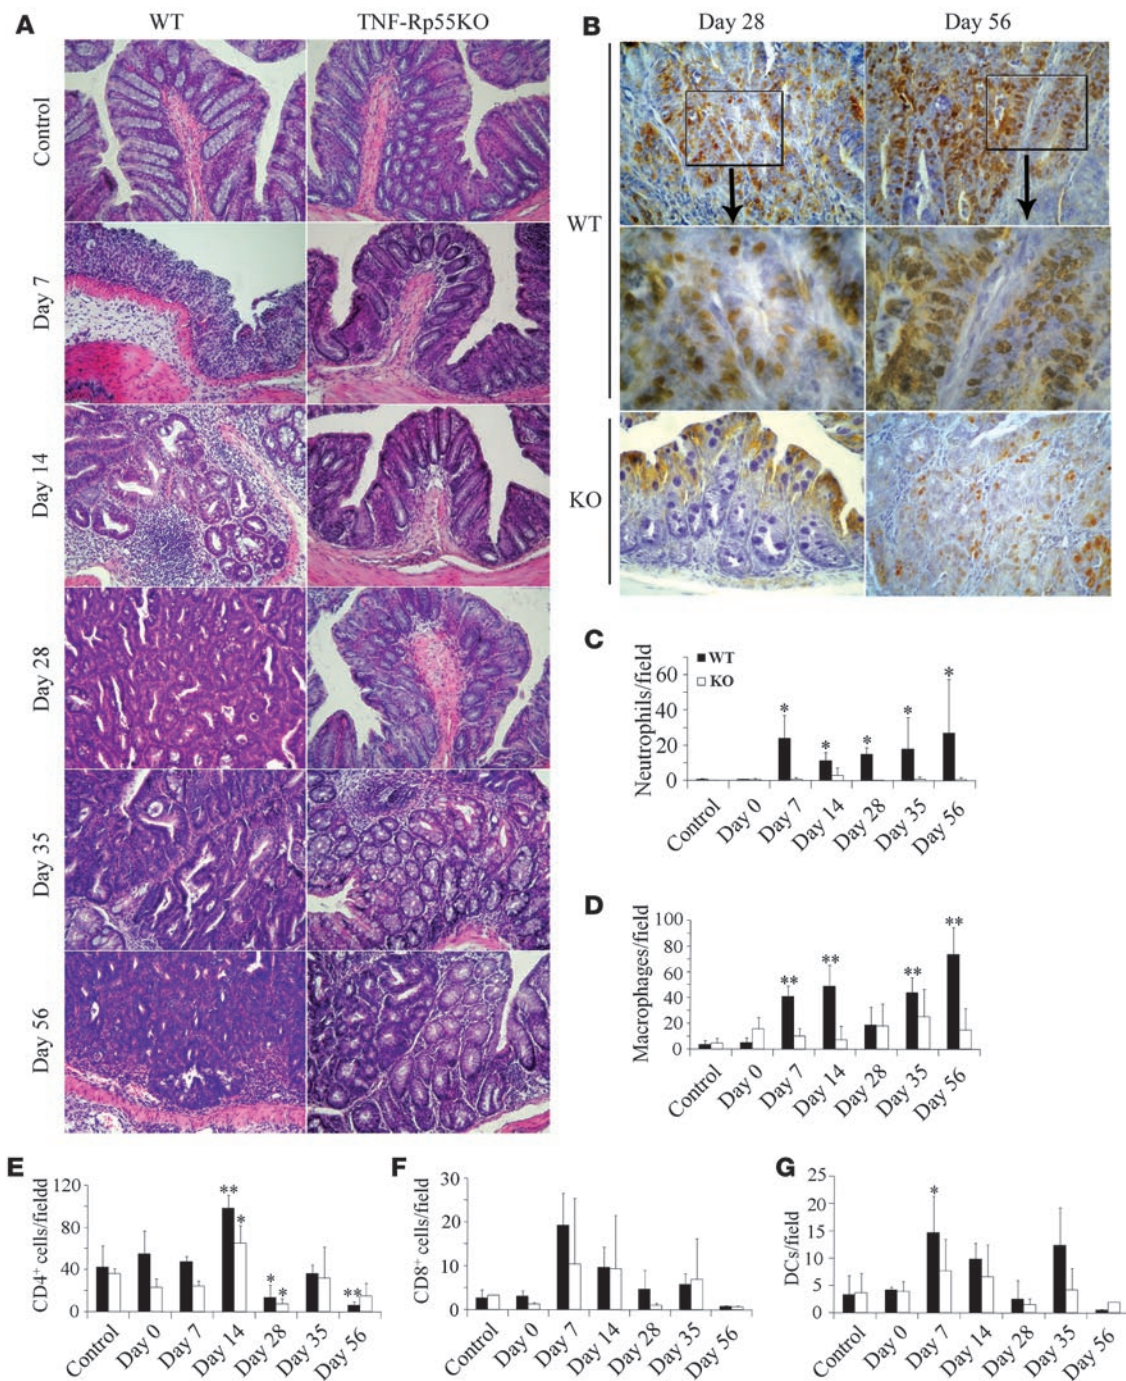 A
WT
TNF-Rp55KO
Control
Day 7
Day 14
Day 28
Day 35
Day 56
B
Day 28
Day 56
WT
KO
C
WT
KO
Neutrophils/field
60
40
20
0
*
*
*
*
*
Control
Day 0
Day 7
Day 14
Day 28
Day 35
Day 56
D
Macrophages/field
100
80
60
40
20
0
**
**
**
**
Control
Day 0
Day 7
Day 14
Day 28
Day 35
Day 56
E
CD4+ cells/fieldd
120
80
40
0
**
*
*
*
**
Control
Day 0
Day 7
Day 14
Day 28
Day 35
Day 56
F
CD8+ cells/field
30
20
10
0
Control
Day 0
Day 7
Day 14
Day 28
Day 35
Day 56
G
DCs/field
25
20
15
10
5
0
*
Control
Day 0
Day 7
Day 14
Day 28
Day 35
Day 56